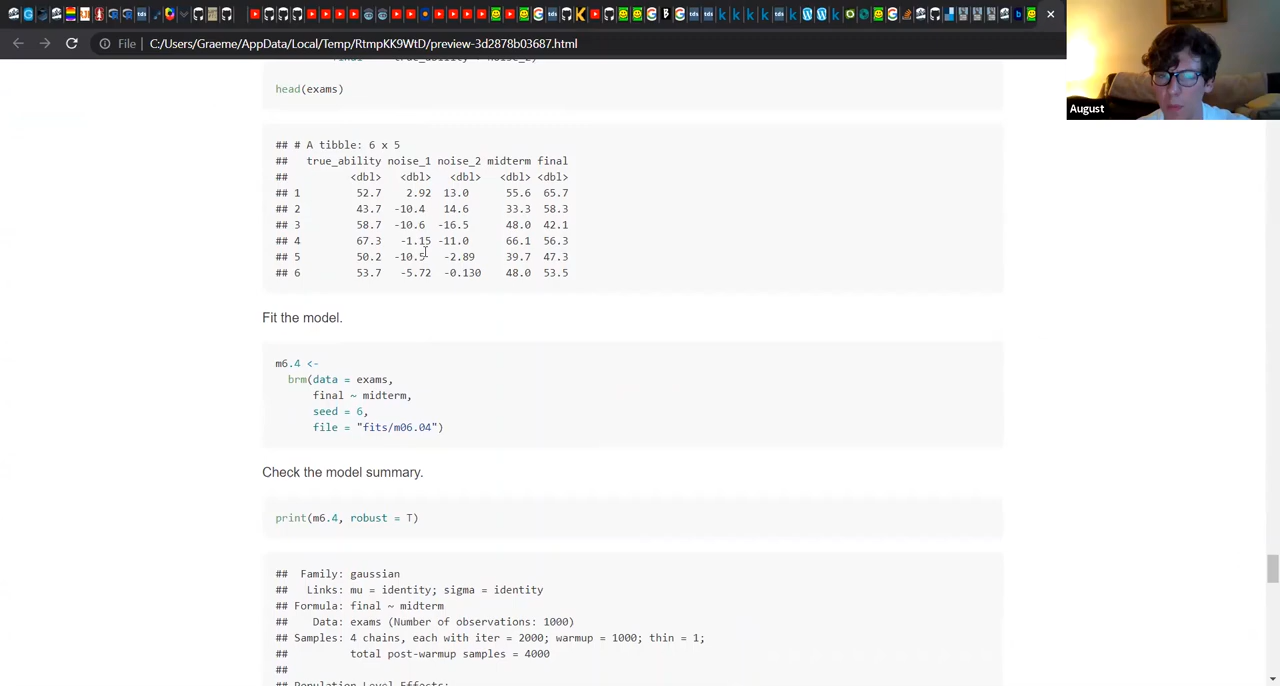 File C:/Users/Graeme/AppData/Local/Temp/RtmpKK9WtD/preview-3d2878b03687.html
August
head(exams)
## # A tibble: 6 x 5
##   true_ability noise_1 noise_2 midterm final
##          <dbl>   <dbl>   <dbl>   <dbl> <dbl>
## 1         52.7    2.92  13.0      55.6  65.7
## 2         43.7  -10.4   14.6      33.3  58.3
## 3         58.7  -10.6  -16.5      48.0  42.1
## 4         67.3   -1.15 -11.0      66.1  56.3
## 5         50.2  -10.5   -2.89     39.7  47.3
## 6         53.7   -5.72  -0.130    48.0  53.5
Fit the model.
m6.4 <-
brm(data = exams,
final ~ midterm,
seed = 6,
file = "fits/m06.04")
Check the model summary.
print(m6.4, robust = T)
##  Family: gaussian
##   Links: mu = identity; sigma = identity
## Formula: final ~ midterm
##    Data: exams (Number of observations: 1000)
## Samples: 4 chains, each with iter = 2000; warmup = 1000; thin = 1;
##          total post-warmup samples = 4000
##
## Population-Level Effects: